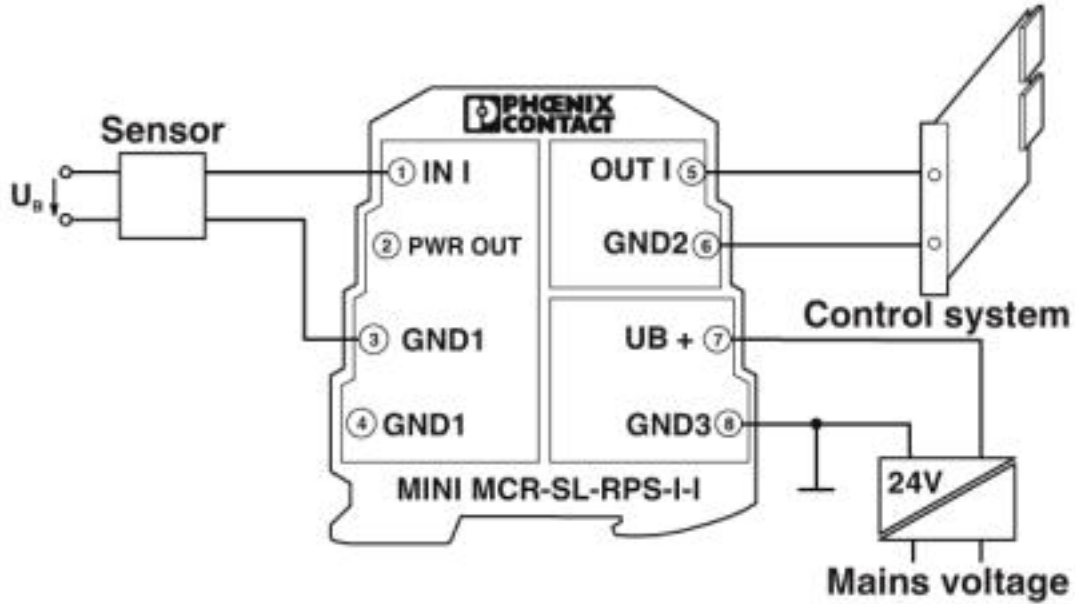 PHŒNIX
CONTACT
Sensor
U_B
1 IN I
2 PWR OUT
3 GND1
4 GND1
OUT I 5
GND2 6
UB + 7
GND3 8
MINI MCR-SL-RPS-I-I
Control system
24V
Mains voltage